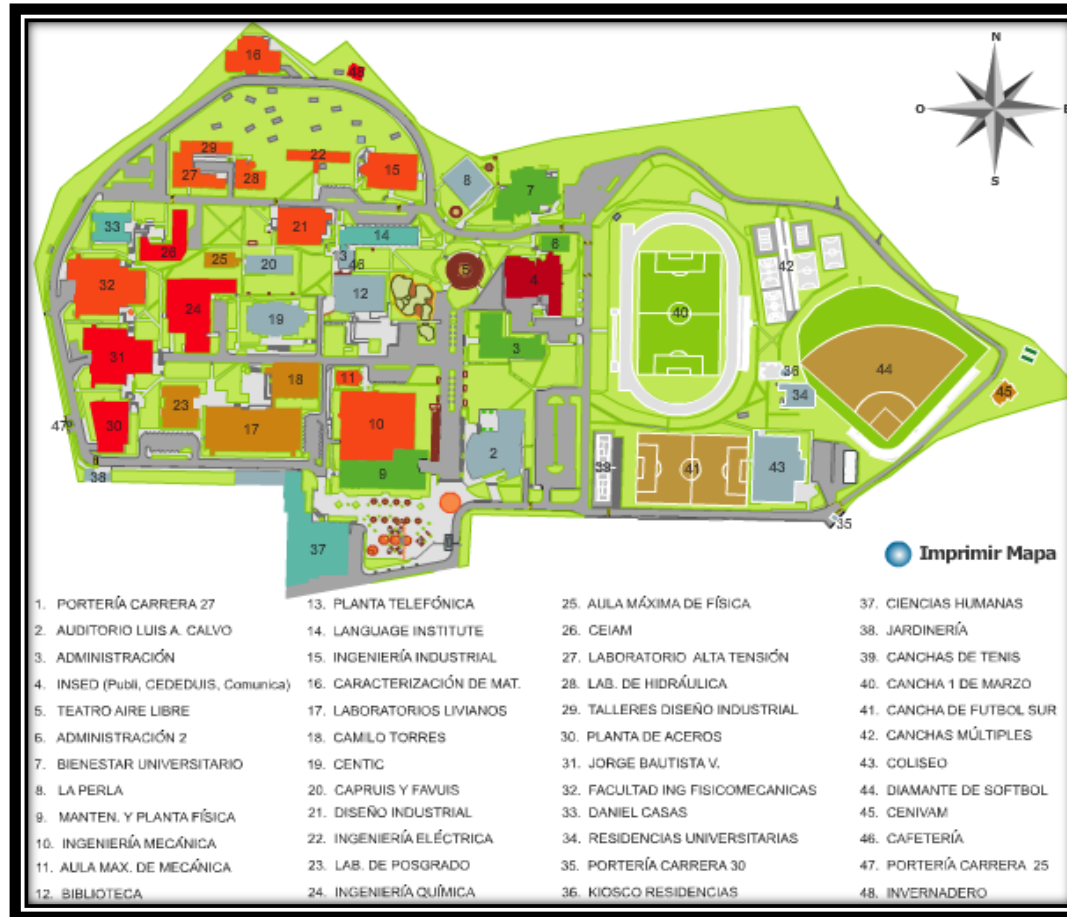 N
O
E
S
16
48
29
22
15
27
28
8
7
33
21
14
26
13
46
6
25
20
5
42
32
12
4
24
19
40
31
3
36
44
18
11
34
45
23
10
30
17
47
2
41
43
39
9
38
35
37
Imprimir Mapa
1. PORTERÍA CARRERA 27
2. AUDITORIO LUIS A. CALVO
3. ADMINISTRACIÓN
4. INSED (Publi, CEDEDUIS, Comunica)
5. TEATRO AIRE LIBRE
6. ADMINISTRACIÓN 2
7. BIENESTAR UNIVERSITARIO
8. LA PERLA
9. MANTEN. Y PLANTA FÍSICA
10. INGENIERÍA MECÁNICA
11. AULA MAX. DE MECÁNICA
12. BIBLIOTECA
13. PLANTA TELEFÓNICA
14. LANGUAGE INSTITUTE
15. INGENIERÍA INDUSTRIAL
16. CARACTERIZACIÓN DE MAT.
17. LABORATORIOS LIVIANOS
18. CAMILO TORRES
19. CENTIC
20. CAPRUIS Y FAVUIS
21. DISEÑO INDUSTRIAL
22. INGENIERÍA ELÉCTRICA
23. LAB. DE POSGRADO
24. INGENIERÍA QUÍMICA
25. AULA MÁXIMA DE FÍSICA
26. CEIAM
27. LABORATORIO ALTA TENSIÓN
28. LAB. DE HIDRÁULICA
29. TALLERES DISEÑO INDUSTRIAL
30. PLANTA DE ACEROS
31. JORGE BAUTISTA V.
32. FACULTAD ING FISICOMECANICAS
33. DANIEL CASAS
34. RESIDENCIAS UNIVERSITARIAS
35. PORTERÍA CARRERA 30
36. KIOSCO RESIDENCIAS
37. CIENCIAS HUMANAS
38. JARDINERÍA
39. CANCHAS DE TENIS
40. CANCHA 1 DE MARZO
41. CANCHA DE FUTBOL SUR
42. CANCHAS MÚLTIPLES
43. COLISEO
44. DIAMANTE DE SOFTBOL
45. CENIVAM
46. CAFETERÍA
47. PORTERÍA CARRERA 25
48. INVERNADERO